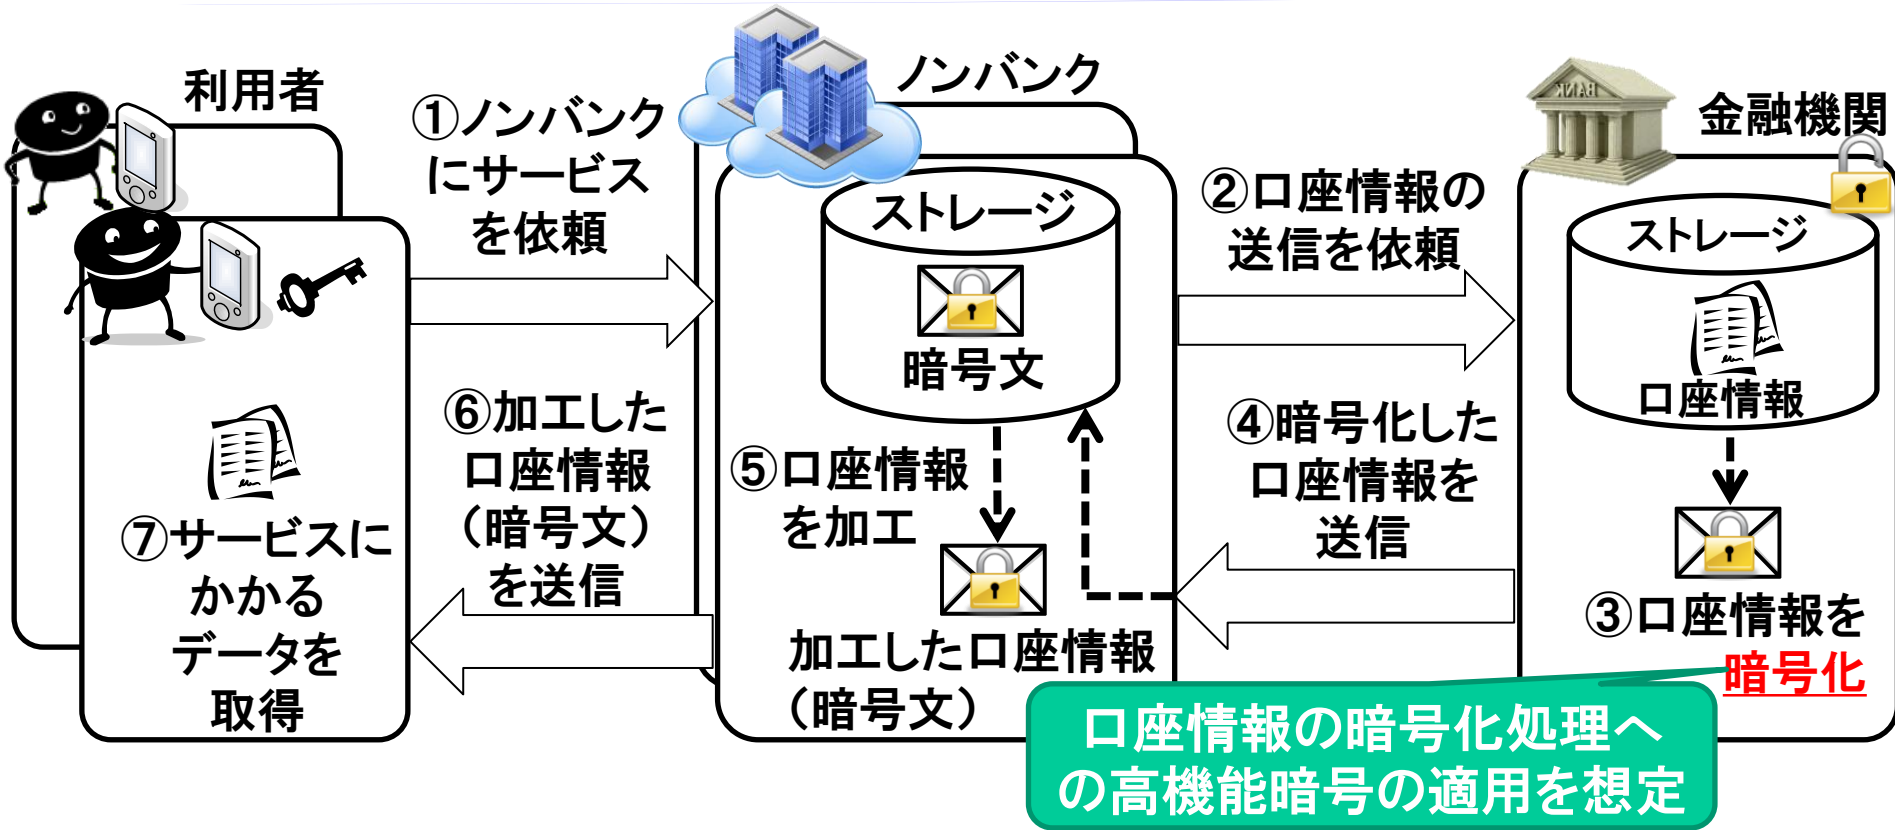 利用者
①ノンバンク
にサービス
を依頼
ノンバンク
ストレージ
暗号文
②口座情報の
送信を依頼
BANK
金融機関
ストレージ
口座情報
③口座情報を
暗号化
口座情報の暗号化処理へ
の高機能暗号の適用を想定
④暗号化した
口座情報を
送信
⑤口座情報
を加工
加工した口座情報
（暗号文）
⑥加工した
口座情報
（暗号文）
を送信
⑦サービスに
かかる
データを
取得